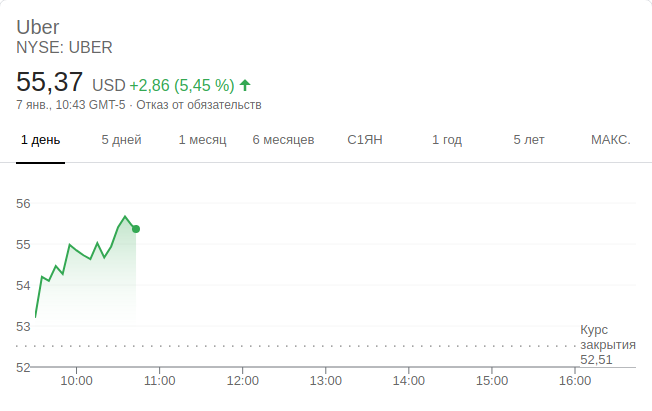 Uber
NYSE: UBER
55,37 USD +2,86 (5,45 %)
7 янв., 10:43 GMT-5 · Отказ от обязательств
1 день 5 дней 1 месяц 6 месяцев С1ЯН 1 год 5 лет МАКС.
56
55
54
53
Курс
закрытия
52,51
52
10:00 11:00 12:00 13:00 14:00 15:00 16:00